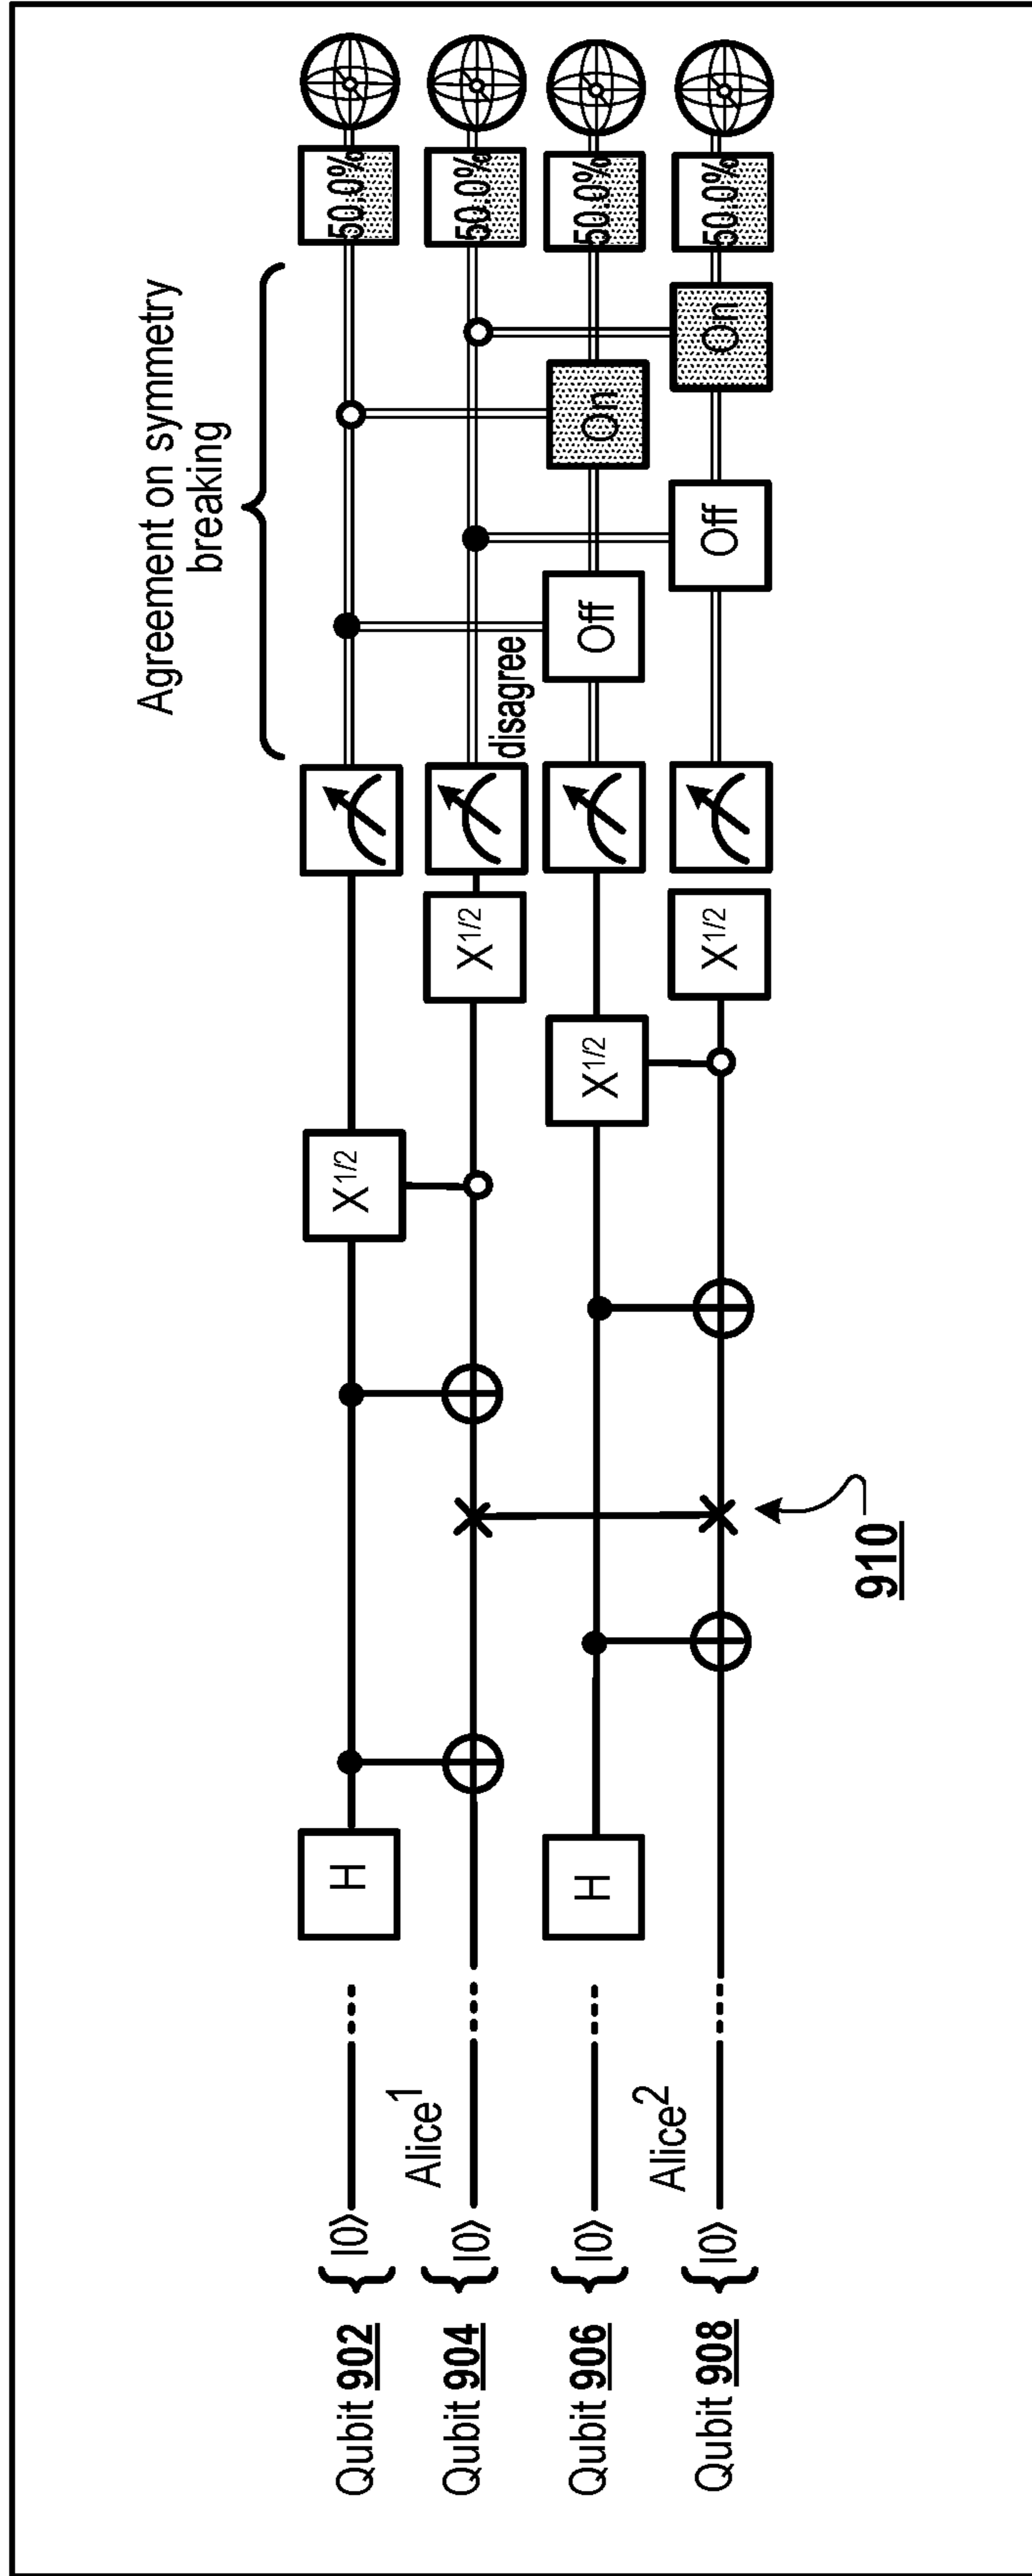 Agreement on symmetry
breaking
Qubit 902 { |0⟩ H X1/2 50.0%
Alice1
disagree
Qubit 904 { |0⟩ X1/2 50.0%
Qubit 906 { |0⟩ H X1/2 Off On 50.0%
Alice2
Qubit 908 { |0⟩ X1/2 Off On 50.0%
910